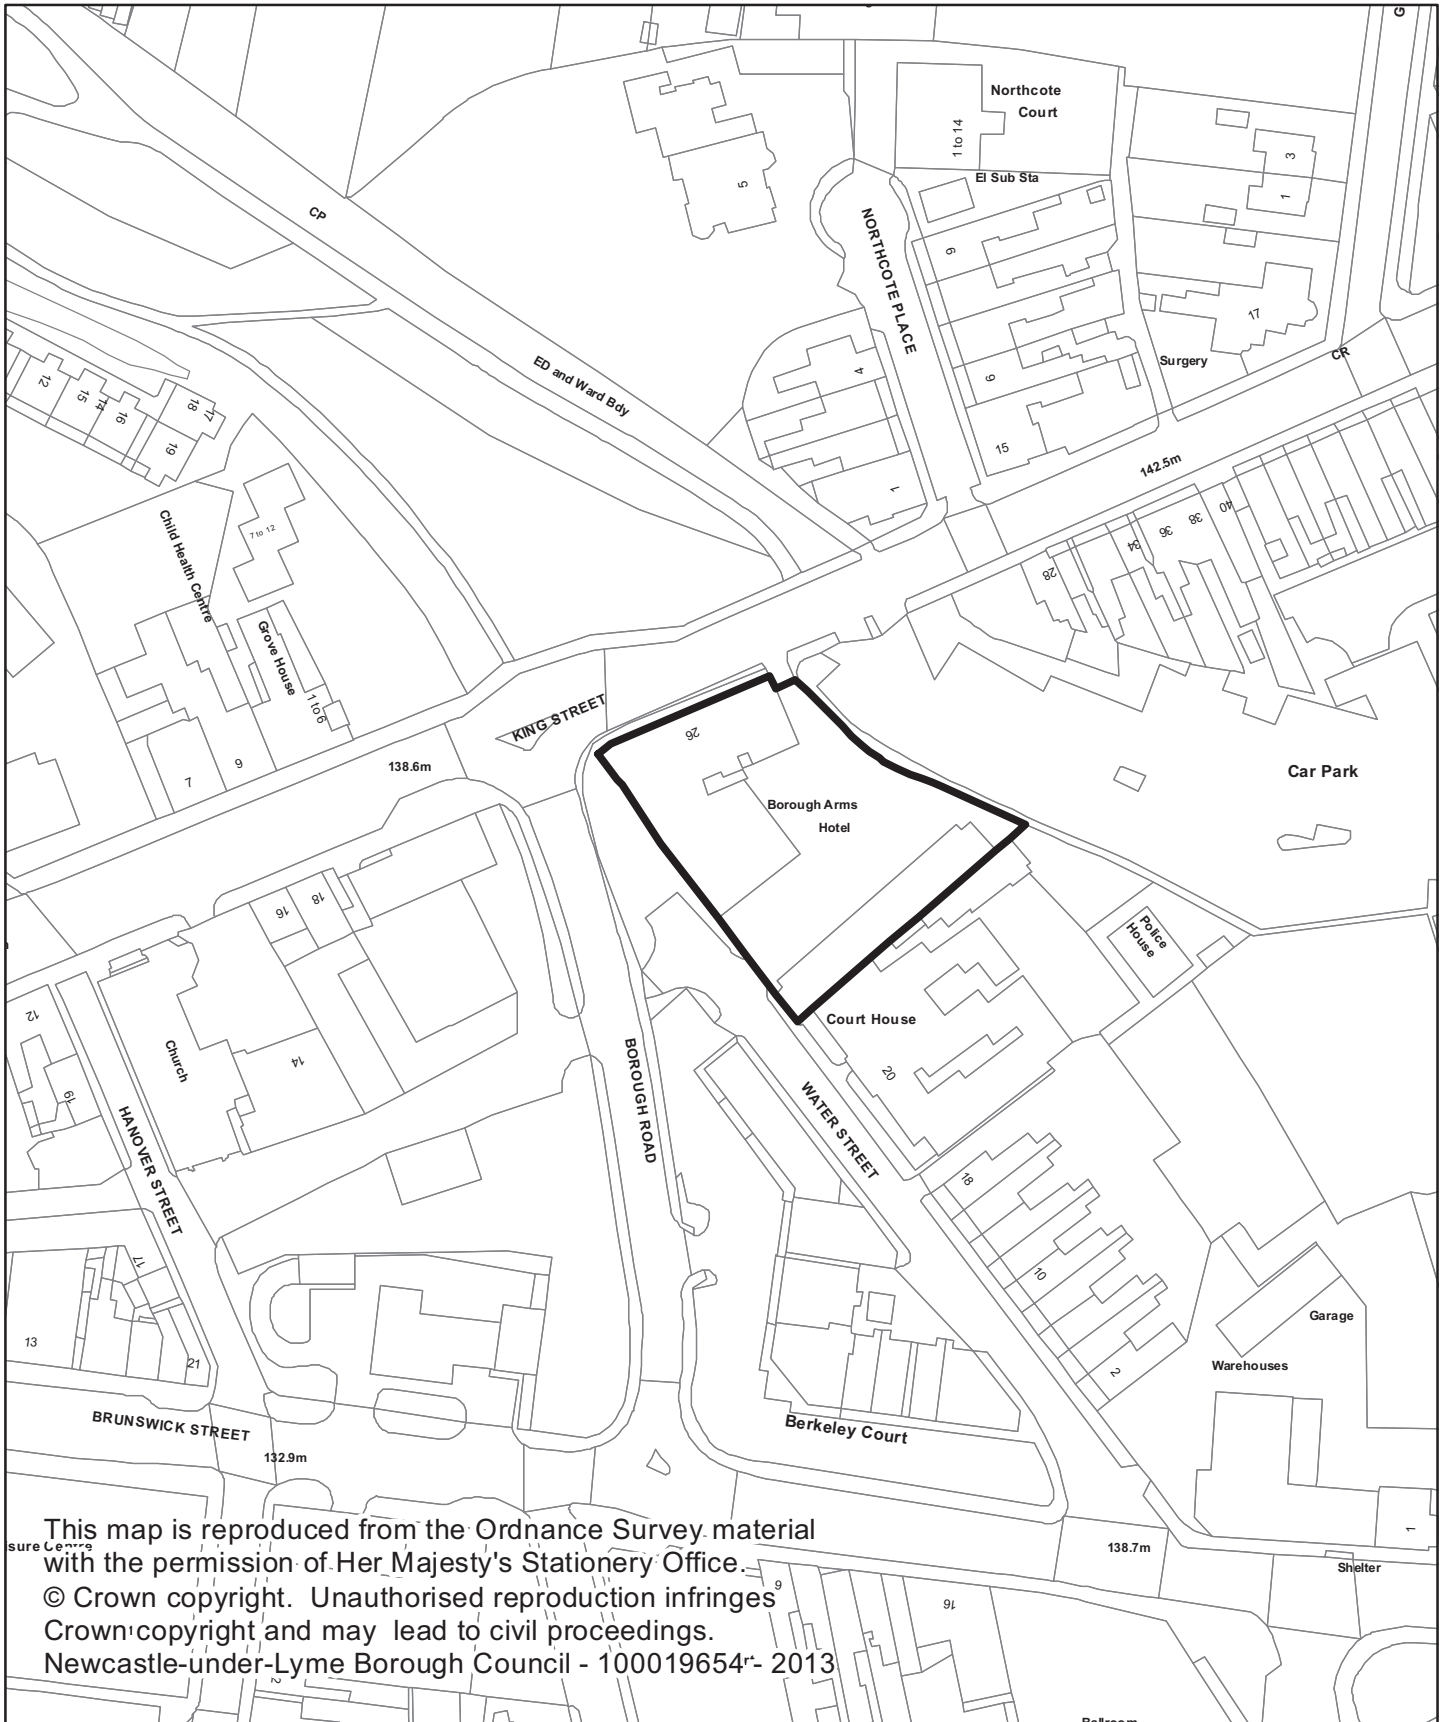 G
Northcote
Court
1 to 14
El Sub Sta
3
1
5
CP
NORTHCOTE PLACE
9
17
Surgery
CR
4
6
ED and Ward Bdy
15
1
142.5m
12
15
14
16
18
17
19
40
38
36
34
28
Child Health Centre
7 to 12
Grove House
1 to 6
KING STREET
26
138.6m
7
9
Borough Arms
Hotel
Car Park
16
18
Police
House
12
Church
14
19
Court House
20
BOROUGH ROAD
WATER STREET
HANOVER STREET
18
17
10
13
21
Garage
Warehouses
2
BRUNSWICK STREET
Berkeley Court
132.9m
138.7m
1
Shelter
sure Centre
This map is reproduced from the Ordnance Survey material
with the permission of Her Majesty's Stationery Office.
© Crown copyright. Unauthorised reproduction infringes
Crown copyright and may lead to civil proceedings.
Newcastle-under-Lyme Borough Council - 100019654 - 2013
16
2
Ballroom